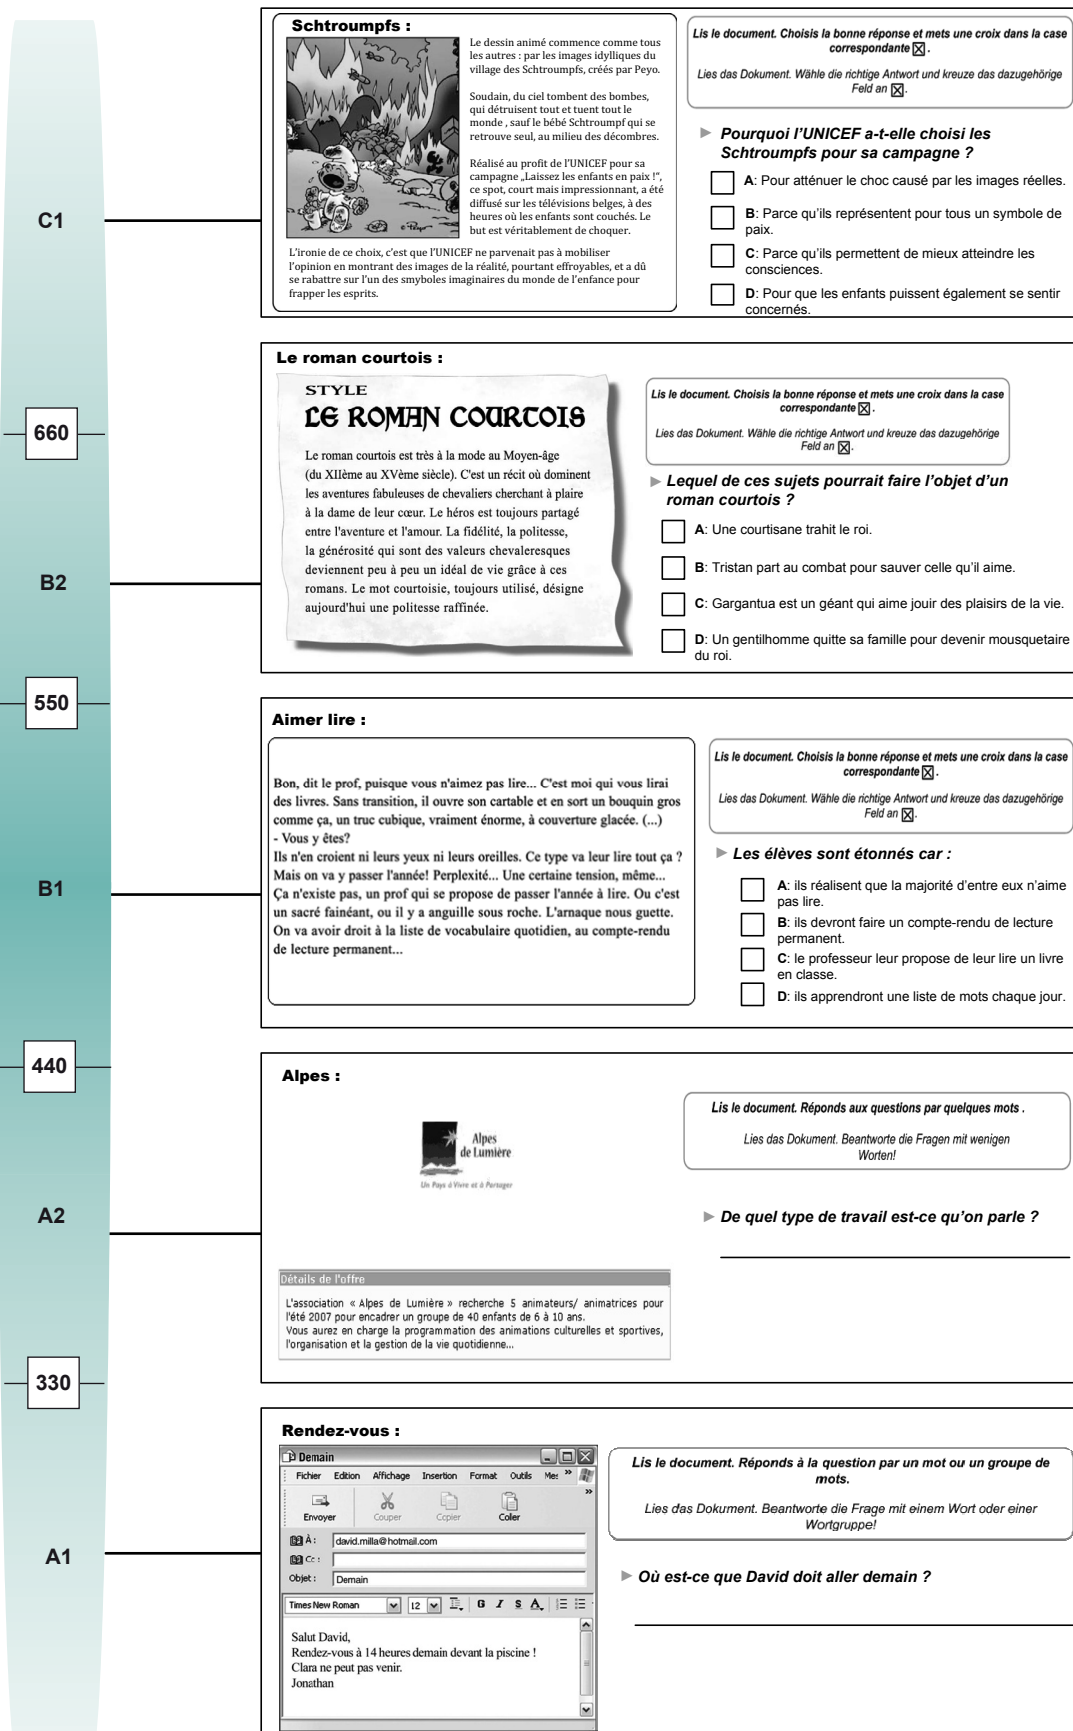 C1
660
B2
550
B1
440
A2
330
A1
Schtroumpfs :
Le dessin animé commence comme tous
les autres : par les images idylliques du
village des Schtroumpfs, créés par Peyo.
Soudain, du ciel tombent des bombes,
qui détruisent tout et tuent tout le
monde , sauf le bébé Schtroumpf qui se
retrouve seul, au milieu des décombres.
Réalisé au profit de l'UNICEF pour sa
campagne „Laissez les enfants en paix !",
ce spot, court mais impressionnant, a été
diffusé sur les télévisions belges, à des
heures où les enfants sont couchés. Le
but est véritablement de choquer.
L'ironie de ce choix, c'est que l'UNICEF ne parvenait pas à mobiliser
l'opinion en montrant des images de la réalité, pourtant effroyables, et a dû
se rabattre sur l'un des smyboles imaginaires du monde de l'enfance pour
frapper les esprits.
© Peyo
Lis le document. Choisis la bonne réponse et mets une croix dans la case
correspondante ☒ .
Lies das Dokument. Wähle die richtige Antwort und kreuze das dazugehörige
Feld an ☒ .
► Pourquoi l'UNICEF a-t-elle choisi les
Schtroumpfs pour sa campagne ?
A: Pour atténuer le choc causé par les images réelles.
B: Parce qu'ils représentent pour tous un symbole de
paix.
C: Parce qu'ils permettent de mieux atteindre les
consciences.
D: Pour que les enfants puissent également se sentir
concernés.
Le roman courtois :
STYLE
LE ROMAN COURTOIS
Le roman courtois est très à la mode au Moyen-âge
(du XIIème au XVème siècle). C'est un récit où dominent
les aventures fabuleuses de chevaliers cherchant à plaire
à la dame de leur cœur. Le héros est toujours partagé
entre l'aventure et l'amour. La fidélité, la politesse,
la générosité qui sont des valeurs chevaleresques
deviennent peu à peu un idéal de vie grâce à ces
romans. Le mot courtoisie, toujours utilisé, désigne
aujourd'hui une politesse raffinée.
Lis le document. Choisis la bonne réponse et mets une croix dans la case
correspondante ☒ .
Lies das Dokument. Wähle die richtige Antwort und kreuze das dazugehörige
Feld an ☒ .
► Lequel de ces sujets pourrait faire l'objet d'un
roman courtois ?
A: Une courtisane trahit le roi.
B: Tristan part au combat pour sauver celle qu'il aime.
C: Gargantua est un géant qui aime jouir des plaisirs de la vie.
D: Un gentilhomme quitte sa famille pour devenir mousquetaire
du roi.
Aimer lire :
Bon, dit le prof, puisque vous n'aimez pas lire... C'est moi qui vous lirai
des livres. Sans transition, il ouvre son cartable et en sort un bouquin gros
comme ça, un truc cubique, vraiment énorme, à couverture glacée. (...)
- Vous y êtes?
Ils n'en croient ni leurs yeux ni leurs oreilles. Ce type va leur lire tout ça ?
Mais on va y passer l'année! Perplexité... Une certaine tension, même...
Ça n'existe pas, un prof qui se propose de passer l'année à lire. Ou c'est
un sacré fainéant, ou il y a anguille sous roche. L'arnaque nous guette.
On va avoir droit à la liste de vocabulaire quotidien, au compte-rendu
de lecture permanent...
Lis le document. Choisis la bonne réponse et mets une croix dans la case
correspondante ☒ .
Lies das Dokument. Wähle die richtige Antwort und kreuze das dazugehörige
Feld an ☒ .
► Les élèves sont étonnés car :
A: ils réalisent que la majorité d'entre eux n'aime
pas lire.
B: ils devront faire un compte-rendu de lecture
permanent.
C: le professeur leur propose de leur lire un livre
en classe.
D: ils apprendront une liste de mots chaque jour.
Alpes :
Alpes
de Lumière
Un Pays à Vivre et à Partager
Détails de l'offre
L'association « Alpes de Lumière » recherche 5 animateurs/ animatrices pour
l'été 2007 pour encadrer un groupe de 40 enfants de 6 à 10 ans.
Vous aurez en charge la programmation des animations culturelles et sportives,
l'organisation et la gestion de la vie quotidienne...
Lis le document. Réponds aux questions par quelques mots .
Lies das Dokument. Beantworte die Fragen mit wenigen
Worten!
► De quel type de travail est-ce qu'on parle ?
Rendez-vous :
Demain
Fichier Edition Affichage Insertion Format Outils Mes »
Envoyer Couper Copier Coller »
À : david.milla@hotmail.com
Cc :
Objet : Demain
Times New Roman 12 G I S A
Salut David,
Rendez-vous à 14 heures demain devant la piscine !
Clara ne peut pas venir.
Jonathan
Lis le document. Réponds à la question par un mot ou un groupe de
mots.
Lies das Dokument. Beantworte die Frage mit einem Wort oder einer
Wortgruppe!
► Où est-ce que David doit aller demain ?